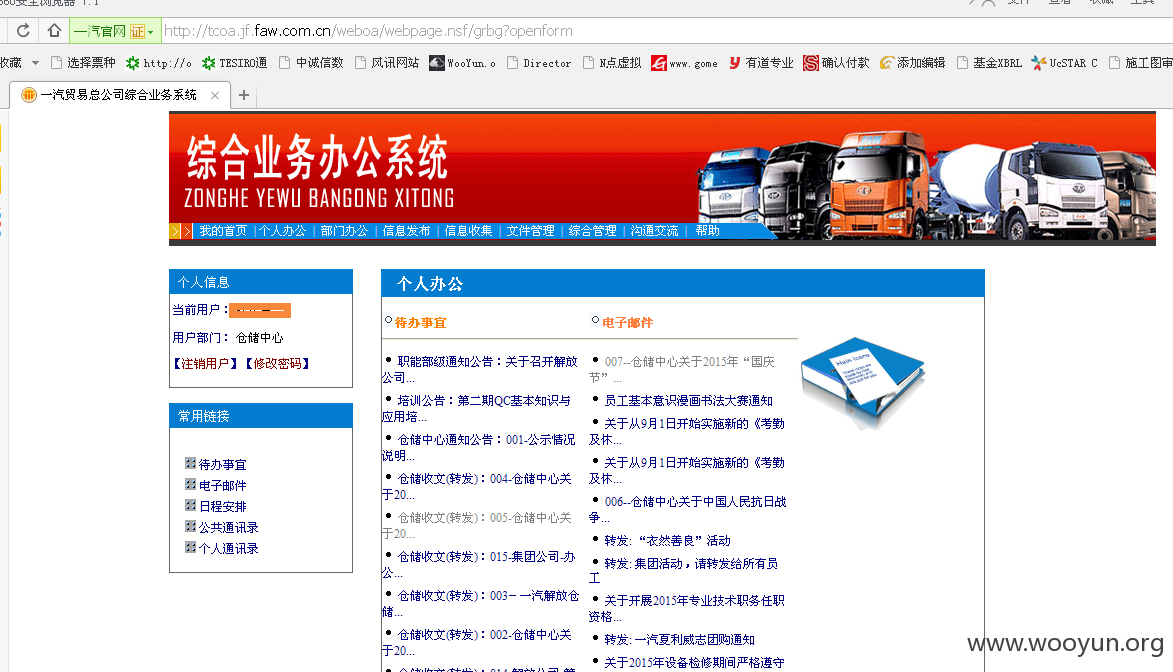 360安全浏览器 7.1
文件 查看 收藏 工具
一汽官网 证 http://tcoa.jf.faw.com.cn/weboa/webpage.nsf/grbg?openform
收藏 选择票种 http://o TESIRO通 中诚信数 风讯网站 WooYun.o Director N点虚拟 www.gome 有道专业 确认付款 添加编辑 基金XBRL UcSTAR C 施工图审
一汽贸易总公司综合业务系统
综合业务办公系统
ZONGHE YEWU BANGONG XITONG
我的首页 | 个人办公 | 部门办公 | 信息发布 | 信息收集 | 文件管理 | 综合管理 | 沟通交流 | 帮助
个人信息
当前用户:
用户部门: 仓储中心
【注销用户】【修改密码】
常用链接
待办事宜
电子邮件
日程安排
公共通讯录
个人通讯录
个人办公
待办事宜
职能部级通知公告:关于召开解放
公司...
培训公告:第二期QC基本知识与
应用培...
仓储中心通知公告:001-公示情况
说明...
仓储收文(转发):004-仓储中心关
于20...
仓储收文(转发):005-仓储中心关
于20...
仓储收文(转发):015-集团公司-办
公...
仓储收文(转发):003-一汽解放仓
储...
仓储收文(转发):002-仓储中心关
于20...
仓储收文(转发):014-解放公司-管
电子邮件
007--仓储中心关于2015年“国庆
节”...
员工基本意识漫画书法大赛通知
关于从9月1日开始实施新的《考勤
及休...
关于从9月1日开始实施新的《考勤
及休...
006--仓储中心关于中国人民抗日战
争...
转发:“衣然善良”活动
转发: 集团活动，请转发给所有员
工
关于开展2015年专业技术职务任职
资格...
转发: 一汽夏利威志团购通知
关于2015年设备检修期间严格遵守
www.wooyun.org